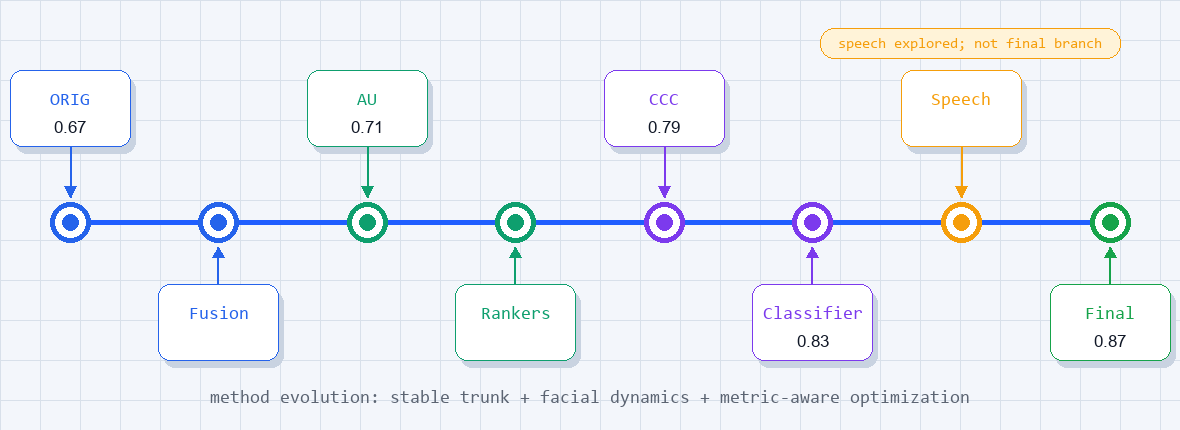 speech explored; not final branch
ORIG
0.67
AU
0.71
CCC
0.79
Speech
Fusion
Rankers
Classifier
0.83
Final
0.87
method evolution: stable trunk + facial dynamics + metric-aware optimization